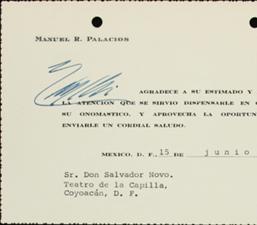 MANUEL R. PALACIOS
AGRADECE A SU ESTIMADO Y
LA ATENCION QUE SE SIRVIO DISPENSARLE EN
SU ONOMASTICO, Y APROVECHA LA OPORTU
ENVIARLE UN CORDIAL SALUDO.
MEXICO, D. F. 15 DE junio
Sr. Don Salvador Novo.
Teatro de la Capilla,
Coyoacán, D. F.